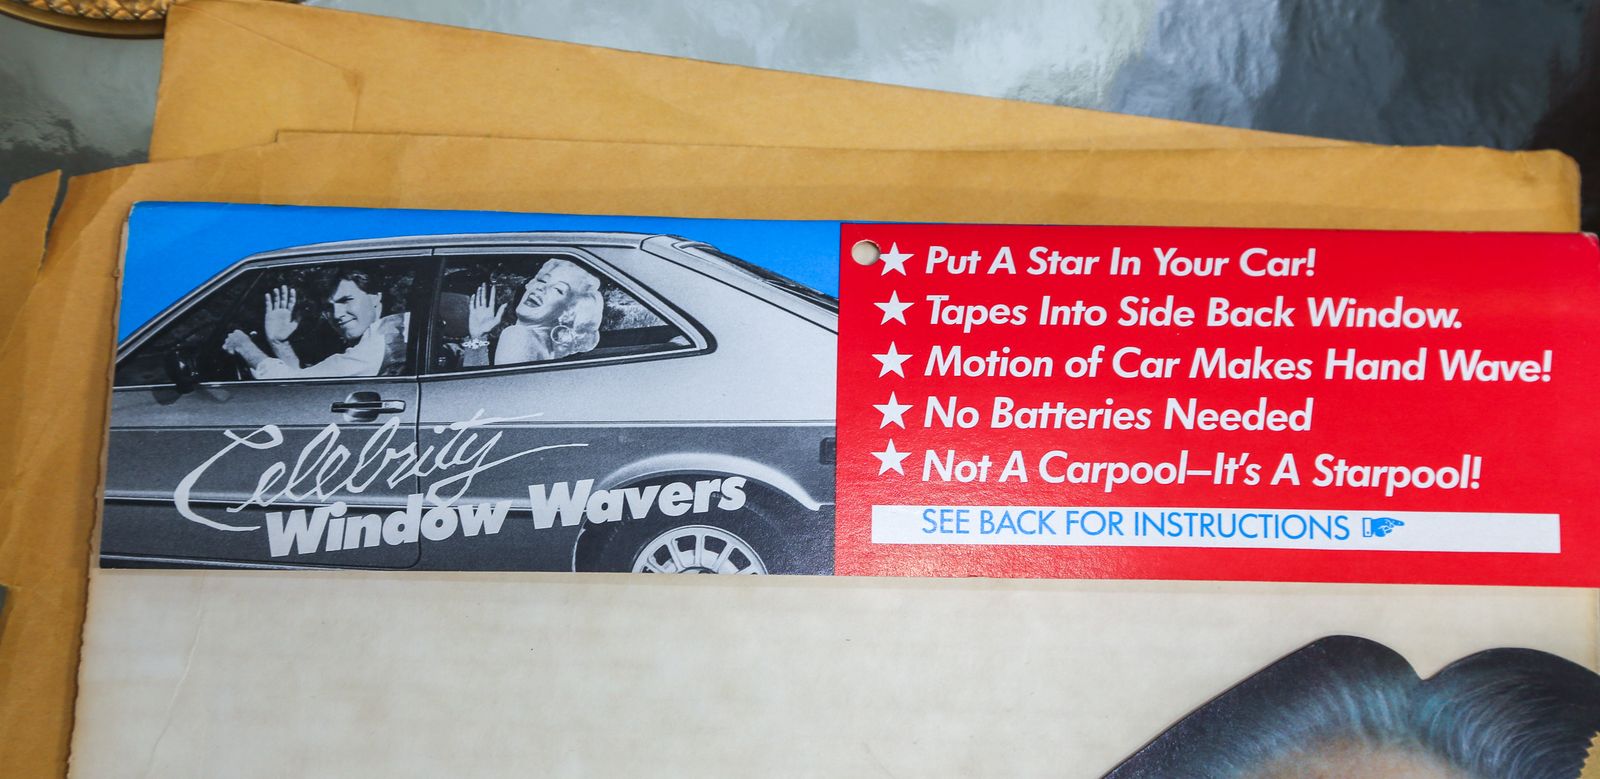 Celebrity
Window Wavers
★ Put A Star In Your Car!
★ Tapes Into Side Back Window.
★ Motion of Car Makes Hand Wave!
★ No Batteries Needed
★ Not A Carpool–It's A Starpool!
SEE BACK FOR INSTRUCTIONS